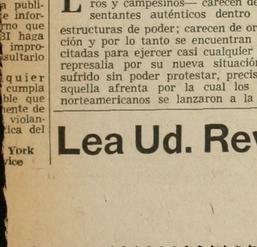 a publi-
e infor-
rno que
BI haga
impro-
sultario
quier
cumpla
ble que
mente de
violan-
tica del
York
vice
L ros y campesinos— carecen de
sentantes auténticos dentro
estructuras de poder; carecen de or
ción y por lo tanto se encuentran
citadas para ejercer casi cualquier
represalia por su nueva situación
sufrido sin poder protestar, precis
aquella afrenta por la cual los
norteamericanos se lanzaron a la
Lea Ud. Rev